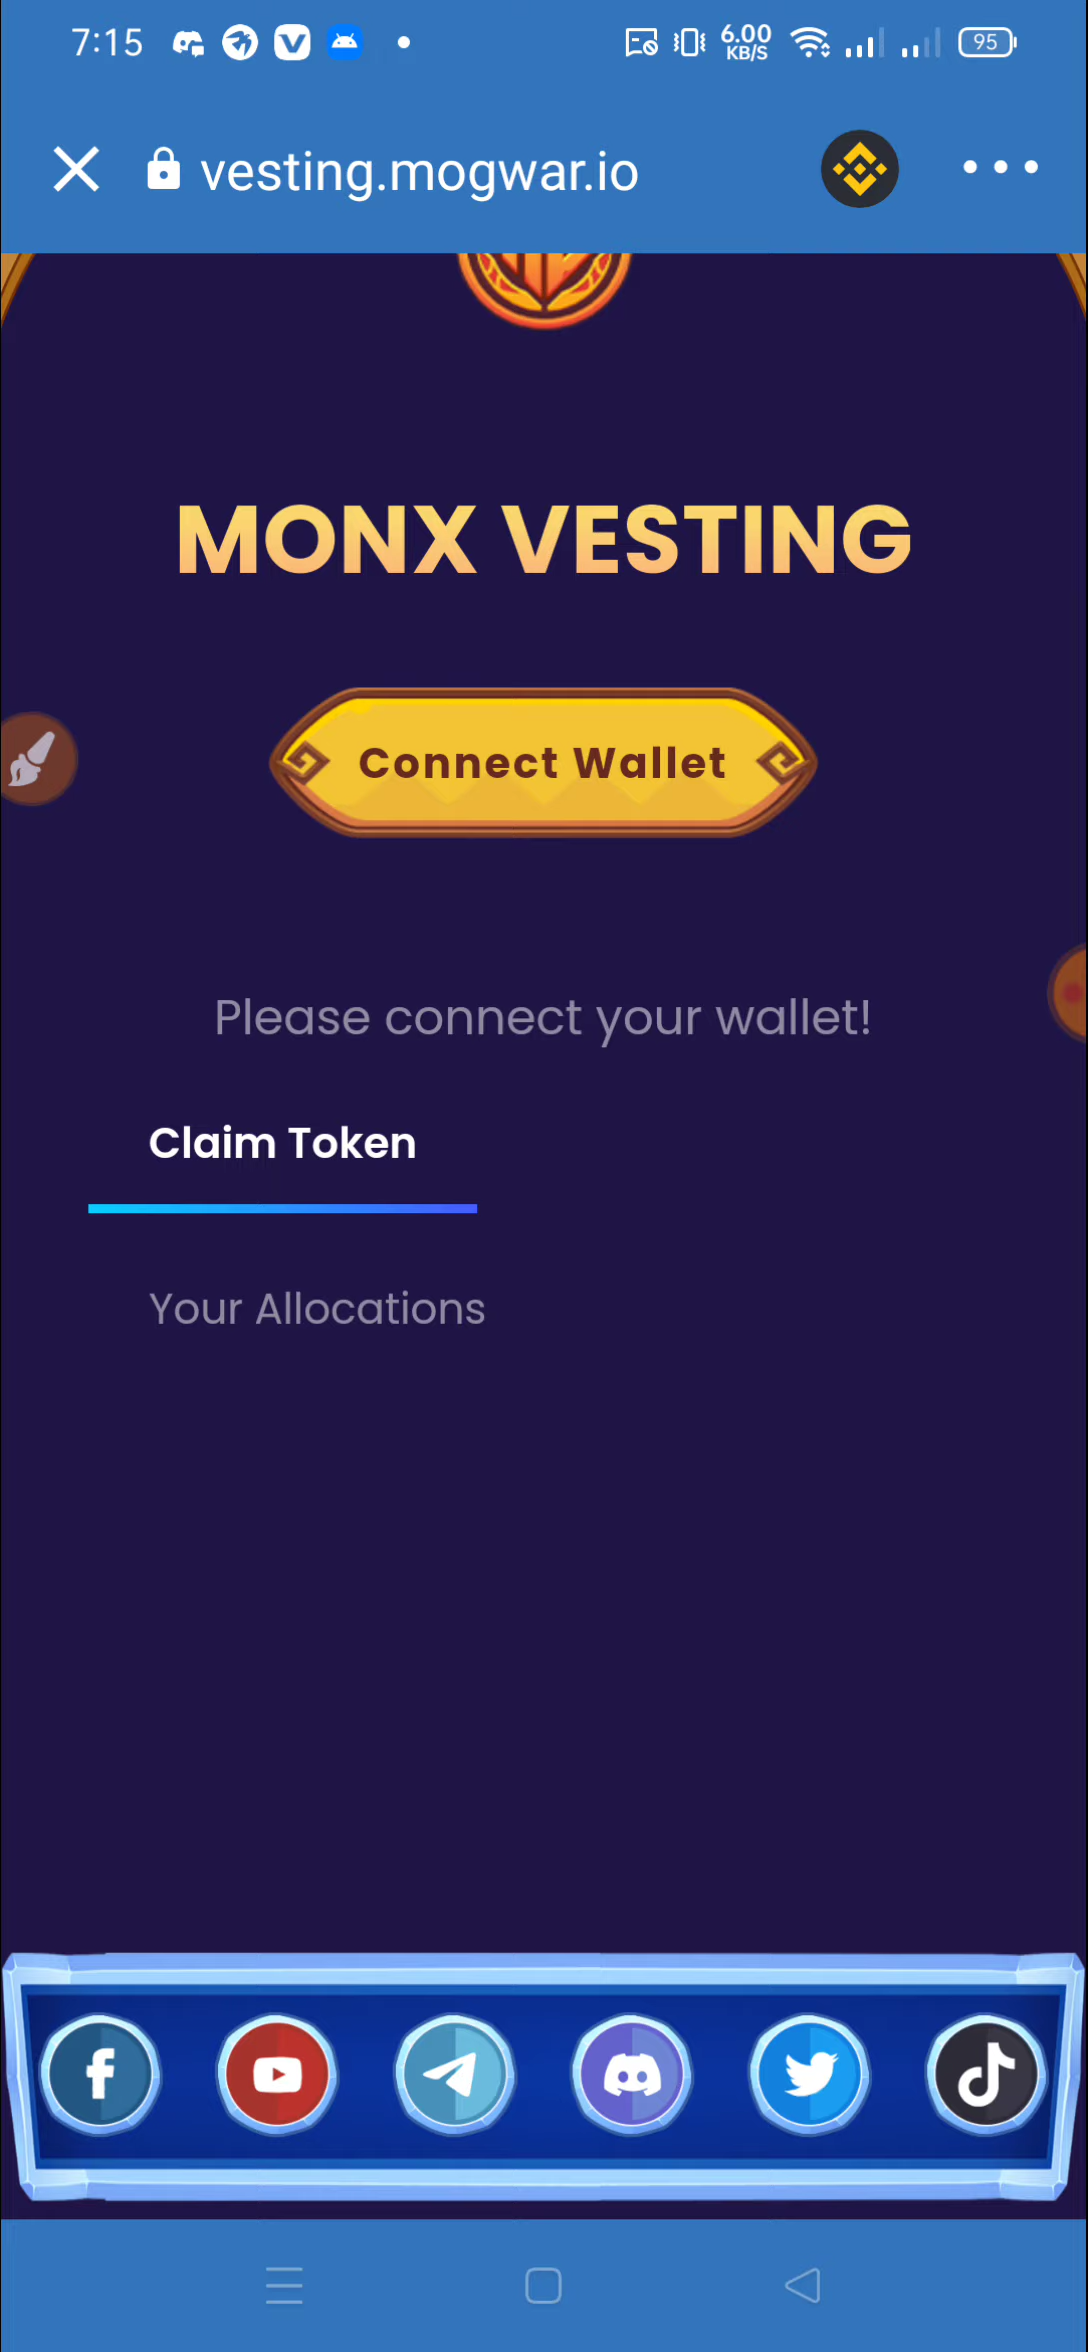 7:15
6.00
KB/S
95
vesting.mogwar.io
MONX VESTING
Connect Wallet
Please connect your wallet!
Claim Token
Your Allocations